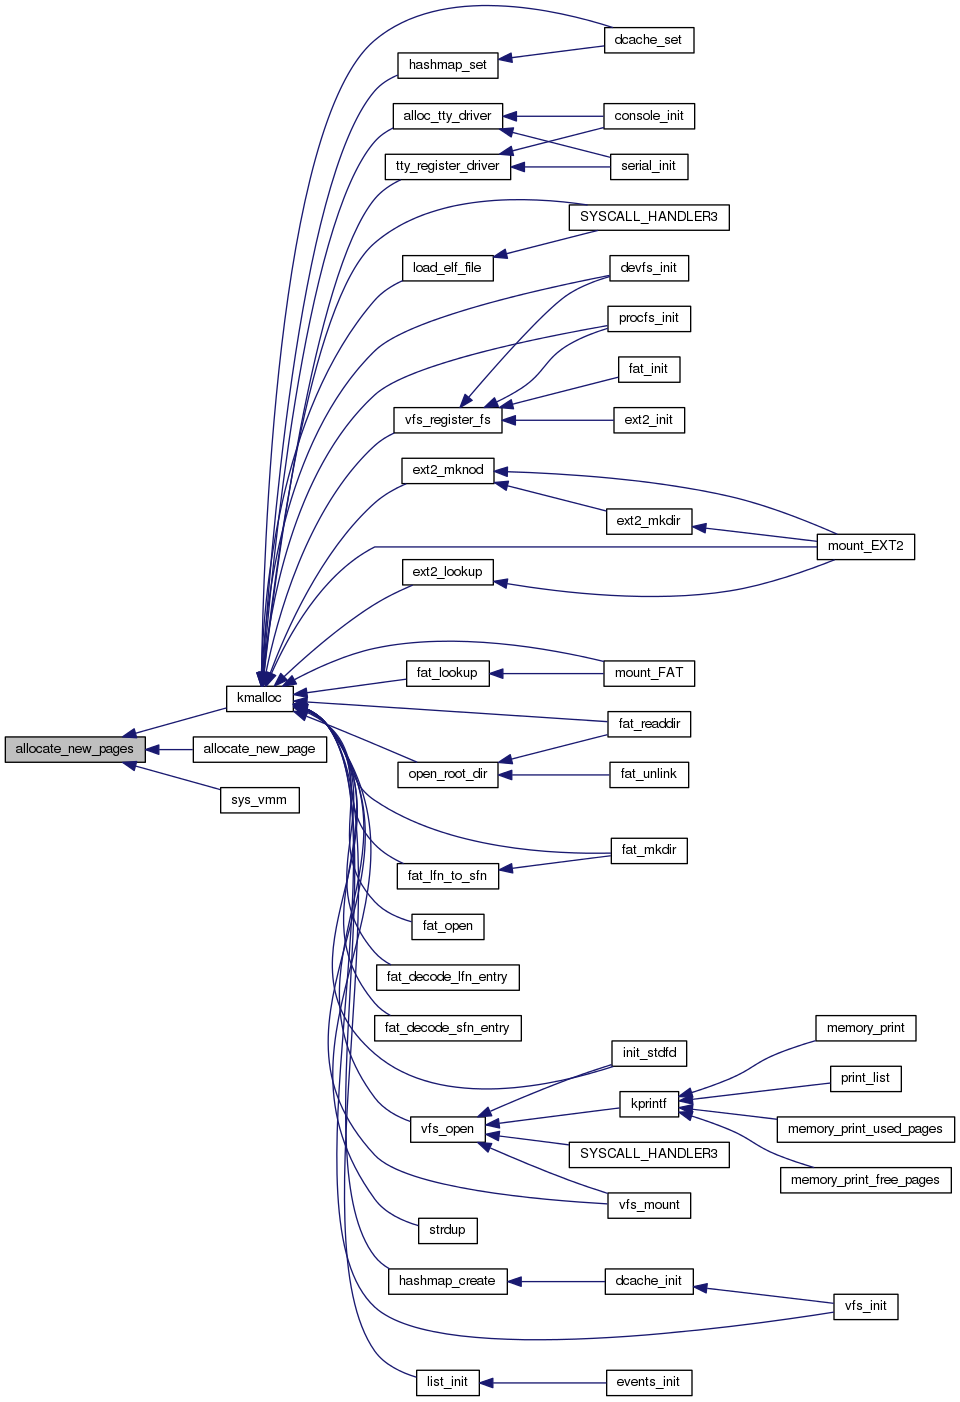 dcache_set
hashmap_set
alloc_tty_driver
console_init
tty_register_driver
serial_init
SYSCALL_HANDLER3
load_elf_file
devfs_init
procfs_init
fat_init
vfs_register_fs
ext2_init
ext2_mknod
ext2_mkdir
mount_EXT2
ext2_lookup
fat_lookup
mount_FAT
kmalloc
fat_readdir
allocate_new_pages
allocate_new_page
open_root_dir
fat_unlink
sys_vmm
fat_mkdir
fat_lfn_to_sfn
fat_open
fat_decode_lfn_entry
fat_decode_sfn_entry
memory_print
init_stdfd
print_list
kprintf
vfs_open
memory_print_used_pages
SYSCALL_HANDLER3
memory_print_free_pages
vfs_mount
strdup
hashmap_create
dcache_init
vfs_init
list_init
events_init